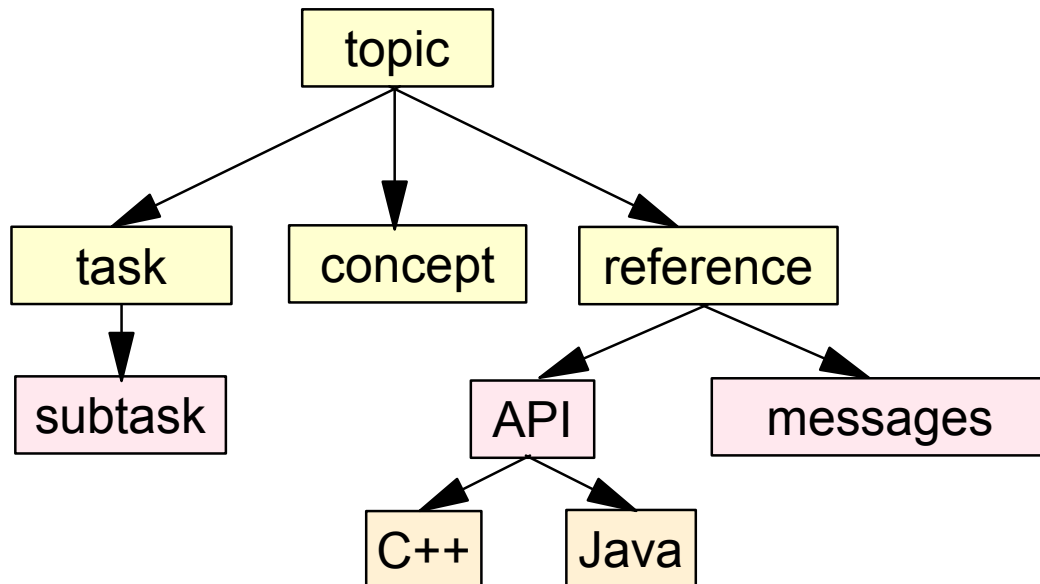 topic
task
concept
reference
subtask
API
messages
C++
Java